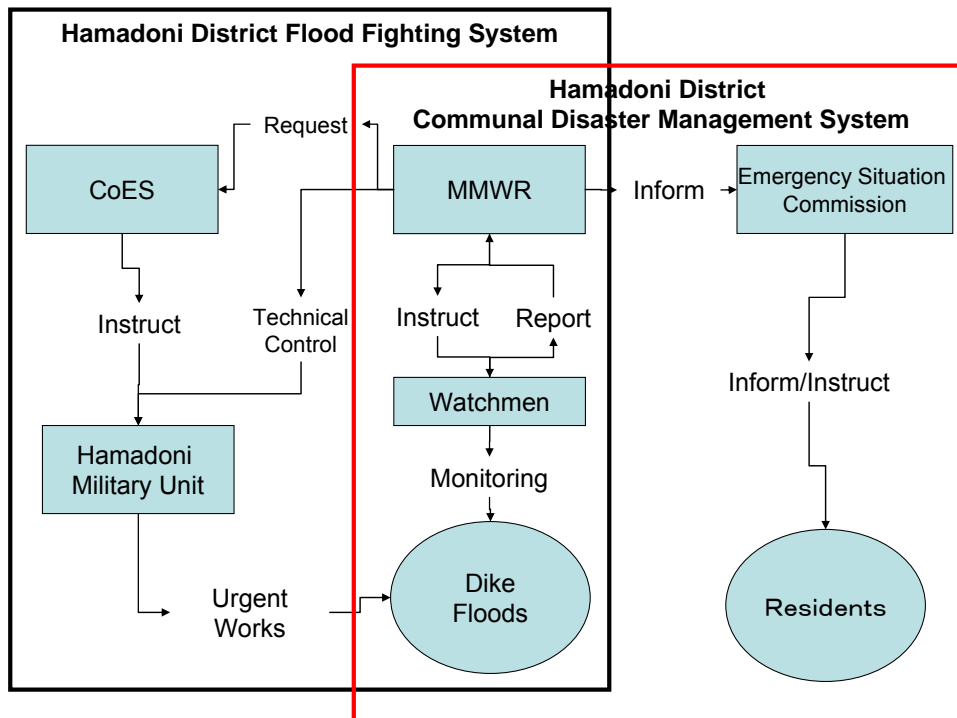 Hamadoni District Flood Fighting System
Hamadoni District
Communal Disaster Management System
Request
CoES
MMWR
Inform
Emergency Situation
Commission
Instruct
Technical
Control
Instruct
Report
Inform/Instruct
Watchmen
Hamadoni
Military Unit
Monitoring
Urgent
Works
Dike
Floods
Residents